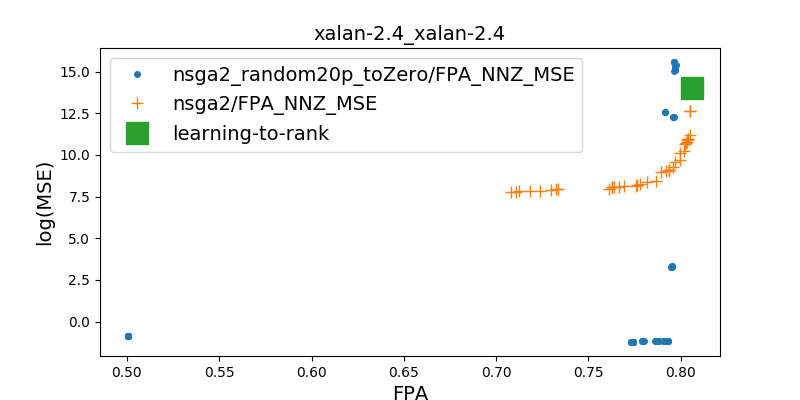 xalan-2.4_xalan-2.4
nsga2_random20p_toZero/FPA_NNZ_MSE
nsga2/FPA_NNZ_MSE
learning-to-rank
log(MSE)
15.0
12.5
10.0
7.5
5.0
2.5
0.0
0.50 0.55 0.60 0.65 0.70 0.75 0.80
FPA